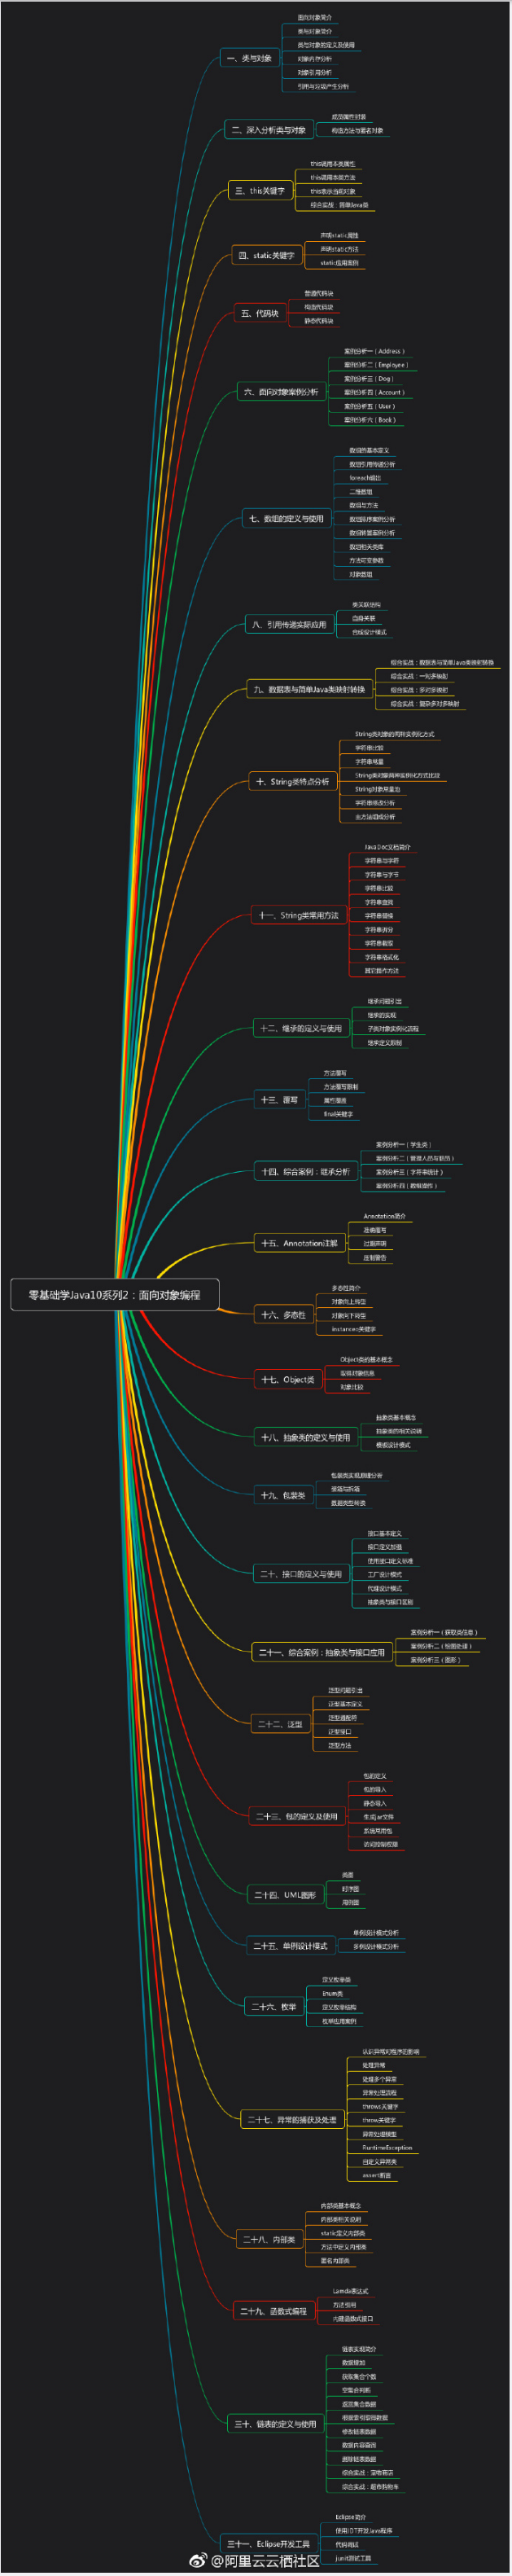 面向对象简介
类与对象简介
一、类与对象
类与对象的定义及使用
对象内存分析
对象引用分析
引用与垃圾产生分析
成员属性封装
二、深入分析类与对象
构造方法与匿名对象
this调用本类属性
this调用本类方法
三、this关键字
this表示当前对象
综合实战：简单Java类
声明static属性
四、static关键字
声明static方法
static应用案例
普通代码块
五、代码块
构造代码块
静态代码块
案例分析一（Address）
案例分析二（Employee）
案例分析三（Dog）
六、面向对象案例分析
案例分析四（Account）
案例分析五（User）
案例分析六（Book）
数组的基本定义
数组引用传递分析
foreach输出
二维数组
数组与方法
七、数组的定义与使用
数组排序案例分析
数组转置案例分析
数组相关类库
方法可变参数
对象数组
类关联结构
八、引用传递实际应用
自身关联
合成设计模式
综合实战：数据表与简单Java类映射转换
综合实战：一对多映射
九、数据表与简单Java类映射转换
综合实战：多对多映射
综合实战：复杂多对多映射
String类对象的两种实例化方式
字符串比较
字符串常量
十、String类特点分析
String类对象两种实例化方式比较
String对象常量池
字符串修改分析
主方法组成分析
JavaDoc文档简介
字符串与字符
字符串与字节
字符串比较
字符串查找
十一、String类常用方法
字符串替换
字符串拆分
字符串截取
字符串格式化
其它操作方法
继承问题引出
继承的实现
十二、继承的定义与使用
子类对象实例化流程
继承定义限制
方法覆写
方法覆写限制
十三、覆写
属性覆盖
final关键字
案例分析一（学生类）
案例分析二（管理人员与职员）
十四、综合案例：继承分析
案例分析三（字符串统计）
案例分析四（数组操作）
Annotation简介
准确覆写
十五、Annotation注解
过期声明
压制警告
零基础学Java10系列2：面向对象编程
多态性简介
对象向上转型
十六、多态性
对象向下转型
instanceof关键字
Object类的基本概念
十七、Object类
取得对象信息
对象比较
抽象类基本概念
十八、抽象类的定义与使用
抽象类的相关说明
模板设计模式
包装类实现原理分析
十九、包装类
装箱与拆箱
数据类型转换
接口基本定义
接口定义加强
使用接口定义标准
二十、接口的定义与使用
工厂设计模式
代理设计模式
抽象类与接口区别
案例分析一（获取类信息）
案例分析二（绘图处理）
二十一、综合案例：抽象类与接口应用
案例分析三（图形）
泛型问题引出
泛型基本定义
二十二、泛型
泛型通配符
泛型接口
泛型方法
包的定义
包的导入
静态导入
二十三、包的定义及使用
生成jar文件
系统常用包
访问控制权限
类图
二十四、UML图形
时序图
用例图
单例设计模式分析
二十五、单例设计模式
多例设计模式分析
定义枚举类
Enum类
二十六、枚举
定义枚举结构
枚举应用案例
认识异常对程序的影响
处理异常
处理多个异常
异常处理流程
throws关键字
二十七、异常的捕获及处理
throw关键字
异常处理模型
RuntimeException
自定义异常类
assert断言
内部类基本概念
内部类相关说明
static定义内部类
二十八、内部类
方法中定义内部类
匿名内部类
Lamda表达式
二十九、函数式编程
方法引用
内建函数式接口
链表实现简介
数据增加
获取集合个数
空集合判断
返回集合数据
根据索引取得数据
三十、链表的定义与使用
修改链表数据
数据内容查询
删除链表数据
综合实战：宠物商店
综合实战：超市购物车
Eclipse简介
使用JDT开发Java程序
三十一、Eclipse开发工具
代码调试
junit测试工具
@阿里云云栖社区